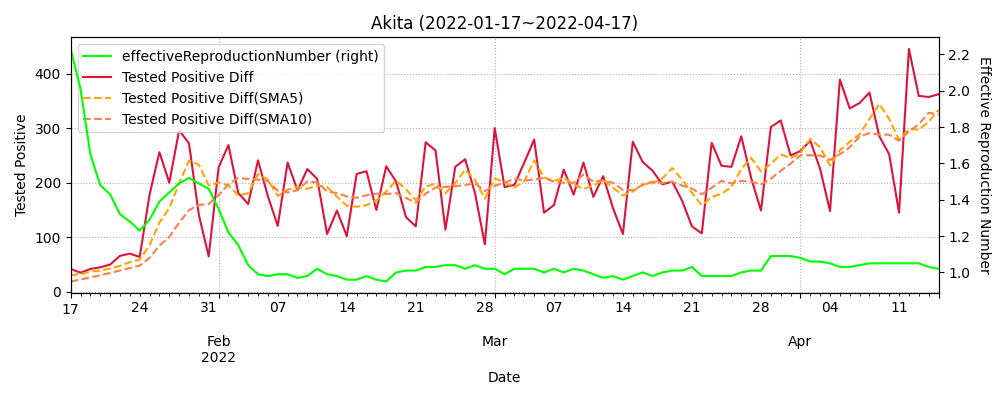 Akita (2022-01-17~2022-04-17)
effectiveReproductionNumber (right)
Tested Positive Diff
Tested Positive Diff(SMA5)
Tested Positive Diff(SMA10)
Tested Positive
400
300
200
100
0
2.2
2.0
1.8
1.6
1.4
1.2
1.0
Effective Reproduction Number
17 24 31 07 14 21 28 07 14 21 28 04 11
Feb Mar Apr
2022
Date